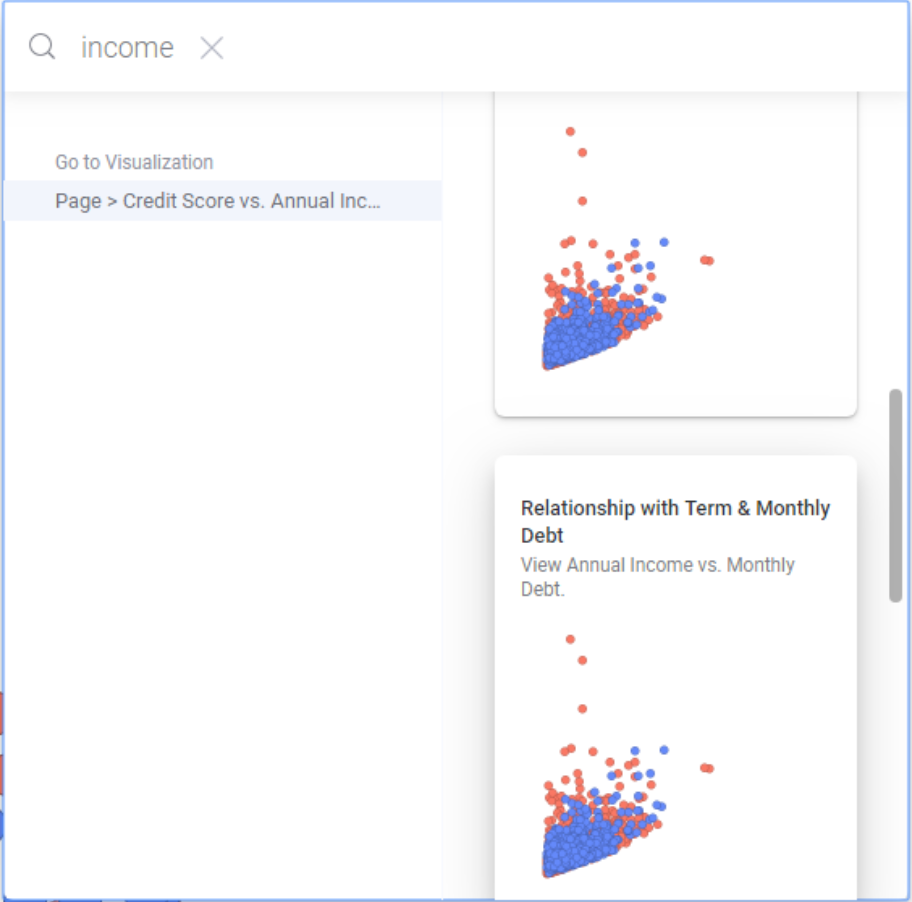 income
Go to Visualization
Page > Credit Score vs. Annual Inc...
Relationship with Term & Monthly
Debt
View Annual Income vs. Monthly
Debt.